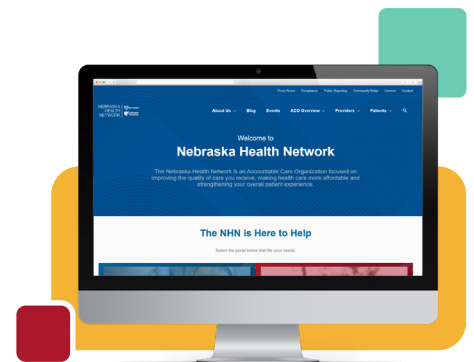 Press Room Compliance Public Reporting Community Roles Careers Contact
NEBRASKA
HEALTH
NETWORK
About Us Blog Events ACO Overview Providers Patients
Welcome to
Nebraska Health Network
The Nebraska Health Network is an Accountable Care Organization focused on
improving the quality of care you receive, making health care more affordable and
strengthening your overall patient experience.
The NHN is Here to Help
Select the portal below that fits your needs.